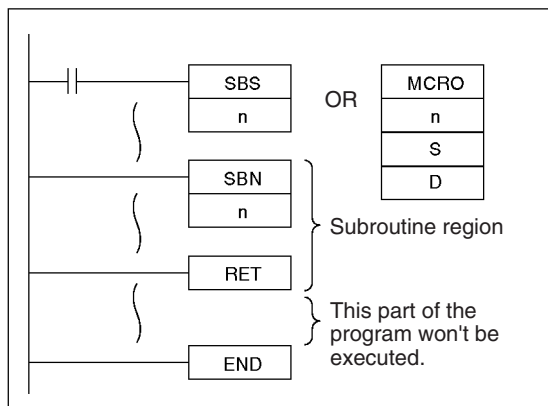 SBS
n
OR
MCRO
n
S
D
SBN
n
Subroutine region
RET
This part of the
program won't be
executed.
END